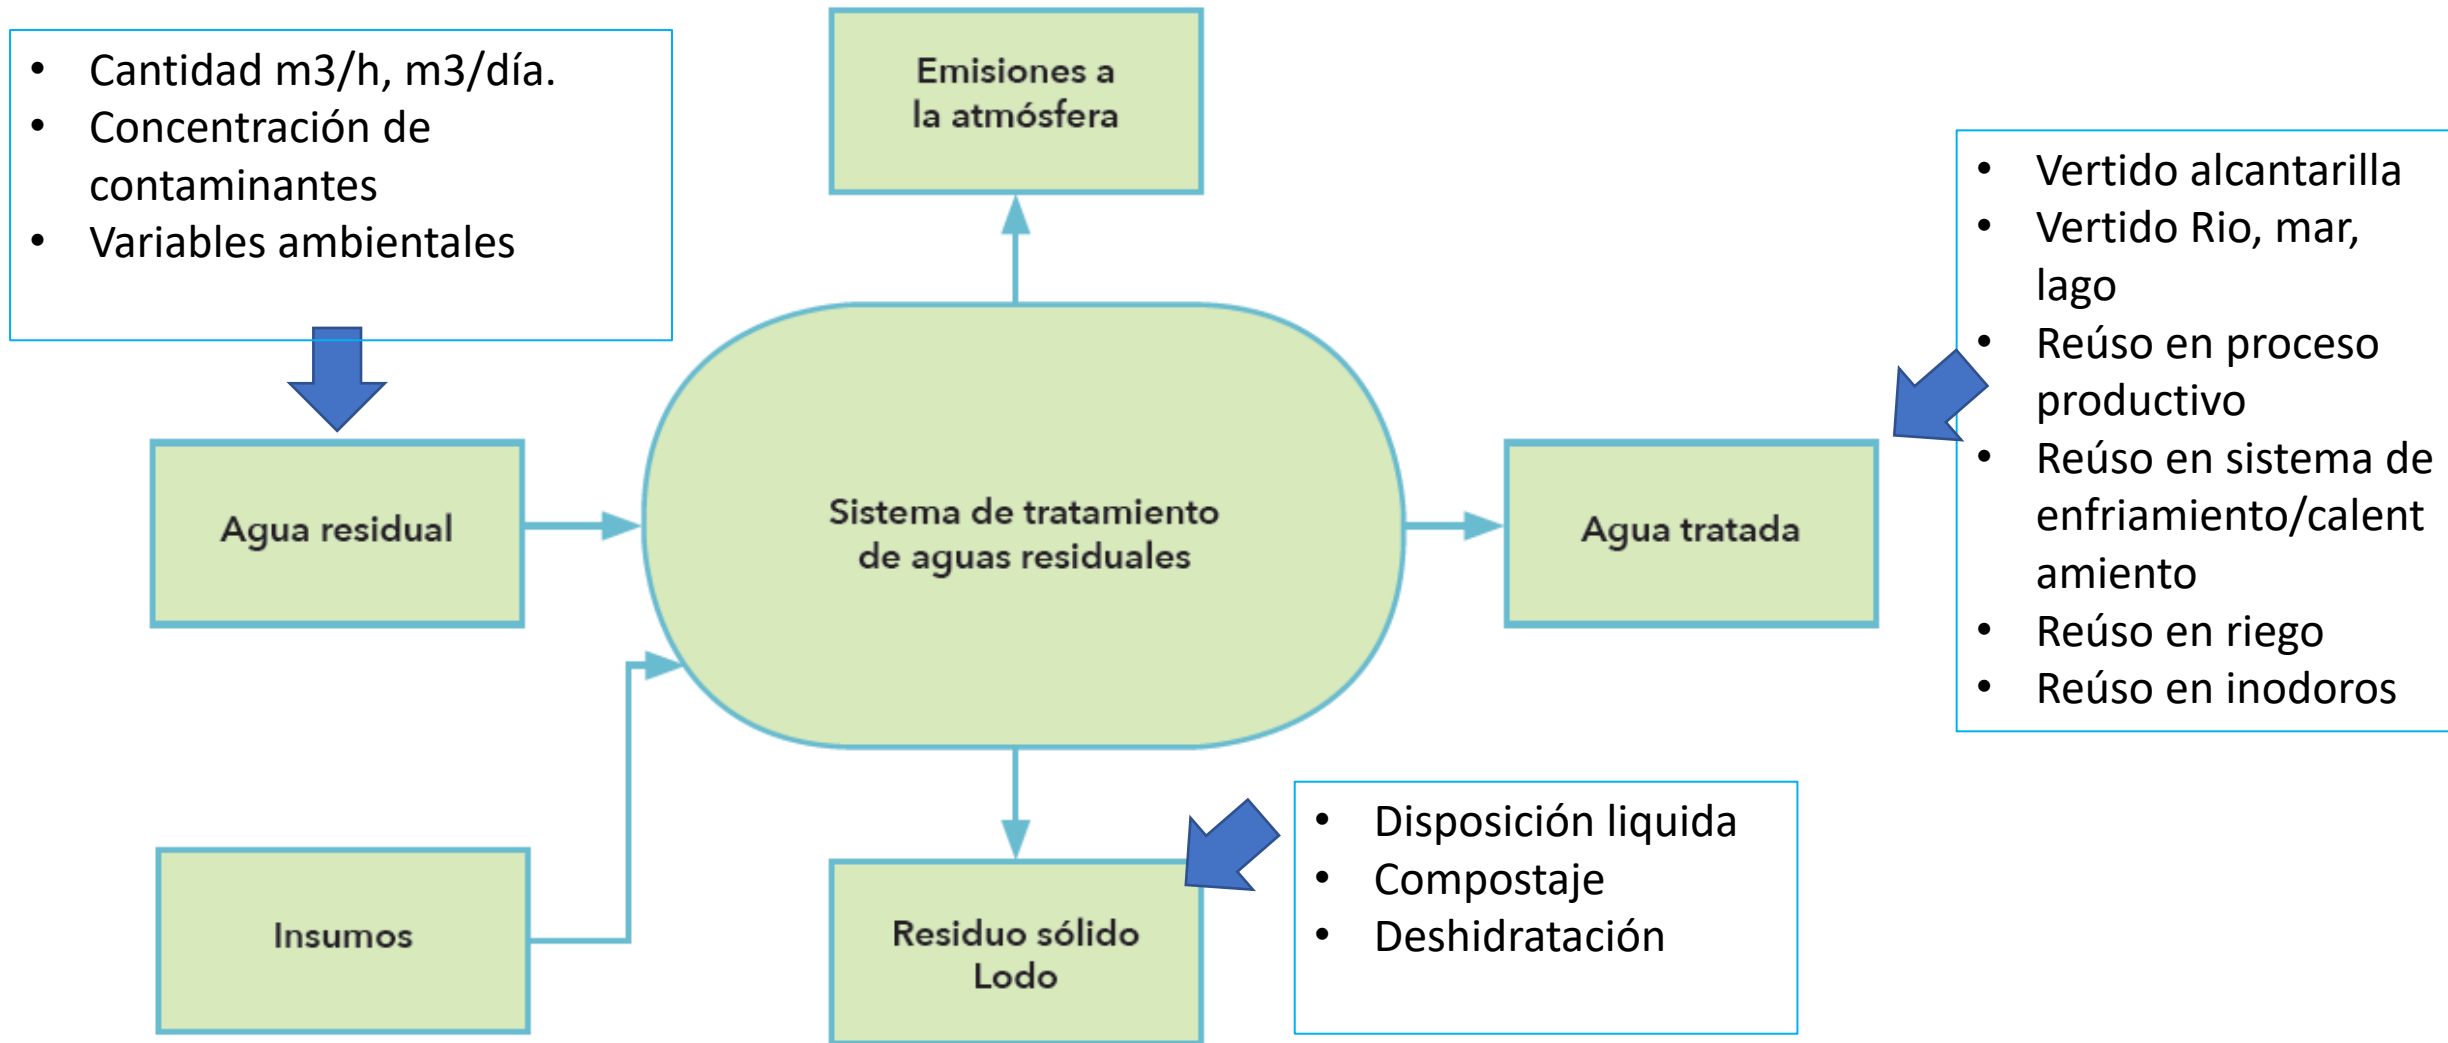 • Cantidad m3/h, m3/día.
• Concentración de
contaminantes
• Variables ambientales
Emisiones a
la atmósfera
• Vertido alcantarilla
• Vertido Rio, mar,
lago
• Reúso en proceso
productivo
• Reúso en sistema de
enfriamiento/calent
amiento
• Reúso en riego
• Reúso en inodoros
Agua residual
Sistema de tratamiento
de aguas residuales
Agua tratada
Insumos
Residuo sólido
Lodo
• Disposición liquida
• Compostaje
• Deshidratación